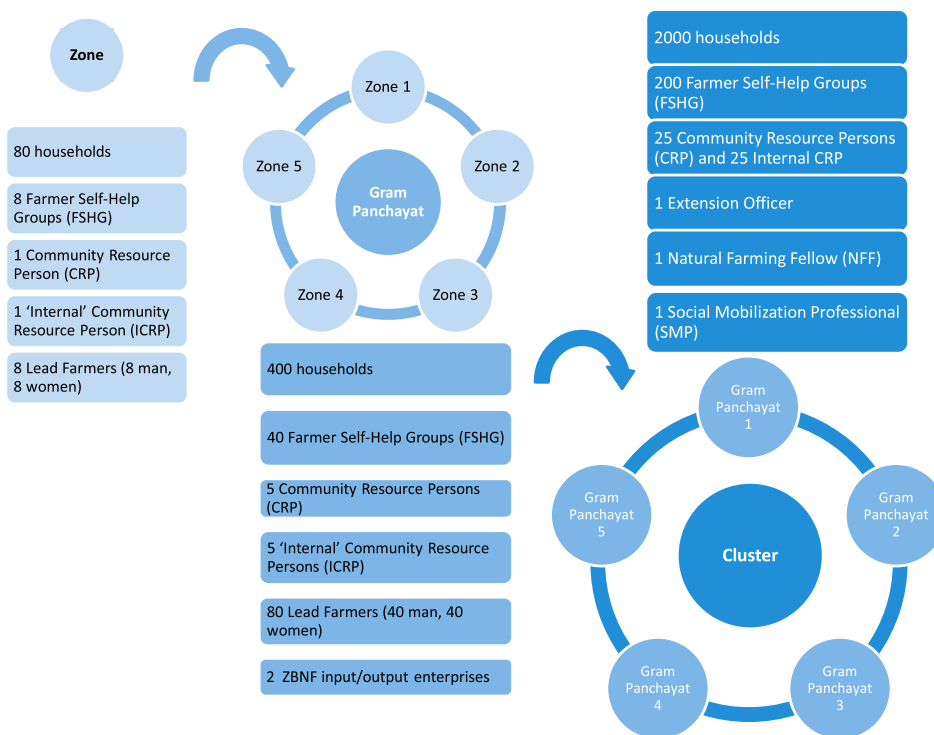 Zone
80 households
8 Farmer Self-Help
Groups (FSHG)
1 Community Resource
Person (CRP)
1 ‘Internal’ Community
Resource Person (ICRP)
8 Lead Farmers (8 man,
8 women)
Zone 1
Zone 2
Zone 3
Zone 4
Zone 5
Gram
Panchayat
400 households
40 Farmer Self-Help Groups (FSHG)
5 Community Resource Persons
(CRP)
5 ‘Internal’ Community Resource
Persons (ICRP)
80 Lead Farmers (40 man, 40
women)
2 ZBNF input/output enterprises
2000 households
200 Farmer Self-Help Groups
(FSHG)
25 Community Resource Persons
(CRP) and 25 Internal CRP
1 Extension Officer
1 Natural Farming Fellow (NFF)
1 Social Mobilization Professional
(SMP)
Gram
Panchayat
1
Gram
Panchayat
2
Gram
Panchayat
3
Gram
Panchayat
4
Gram
Panchayat
5
Cluster